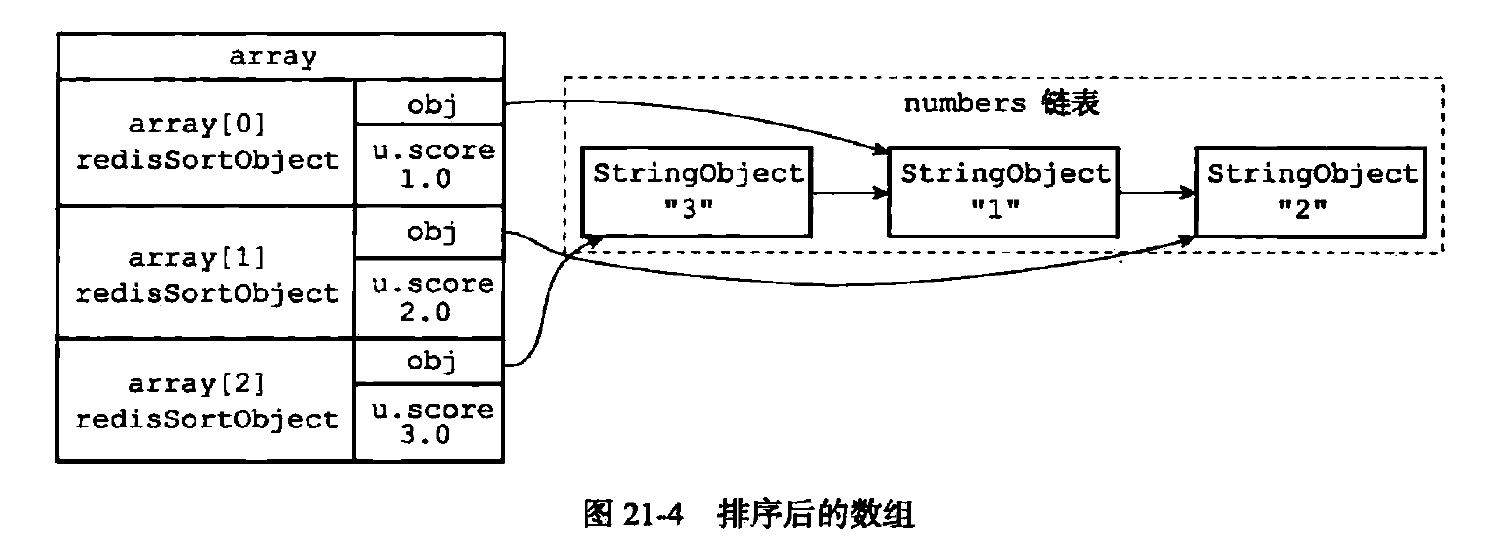 array
array[0]
redisSortObject
obj
u.score
1.0
array[1]
redisSortObject
obj
u.score
2.0
array[2]
redisSortObject
obj
u.score
3.0
numbers 链表
StringObject
"3"
StringObject
"1"
StringObject
"2"
图 21-4 排序后的数组